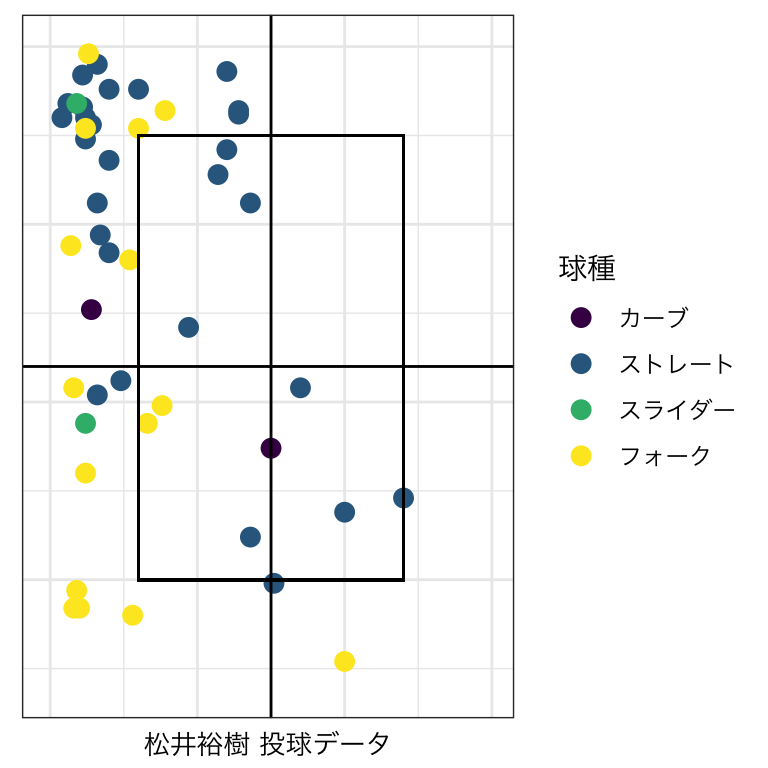 球種
カーブ
ストレート
スライダー
フォーク
松井裕樹 投球データ